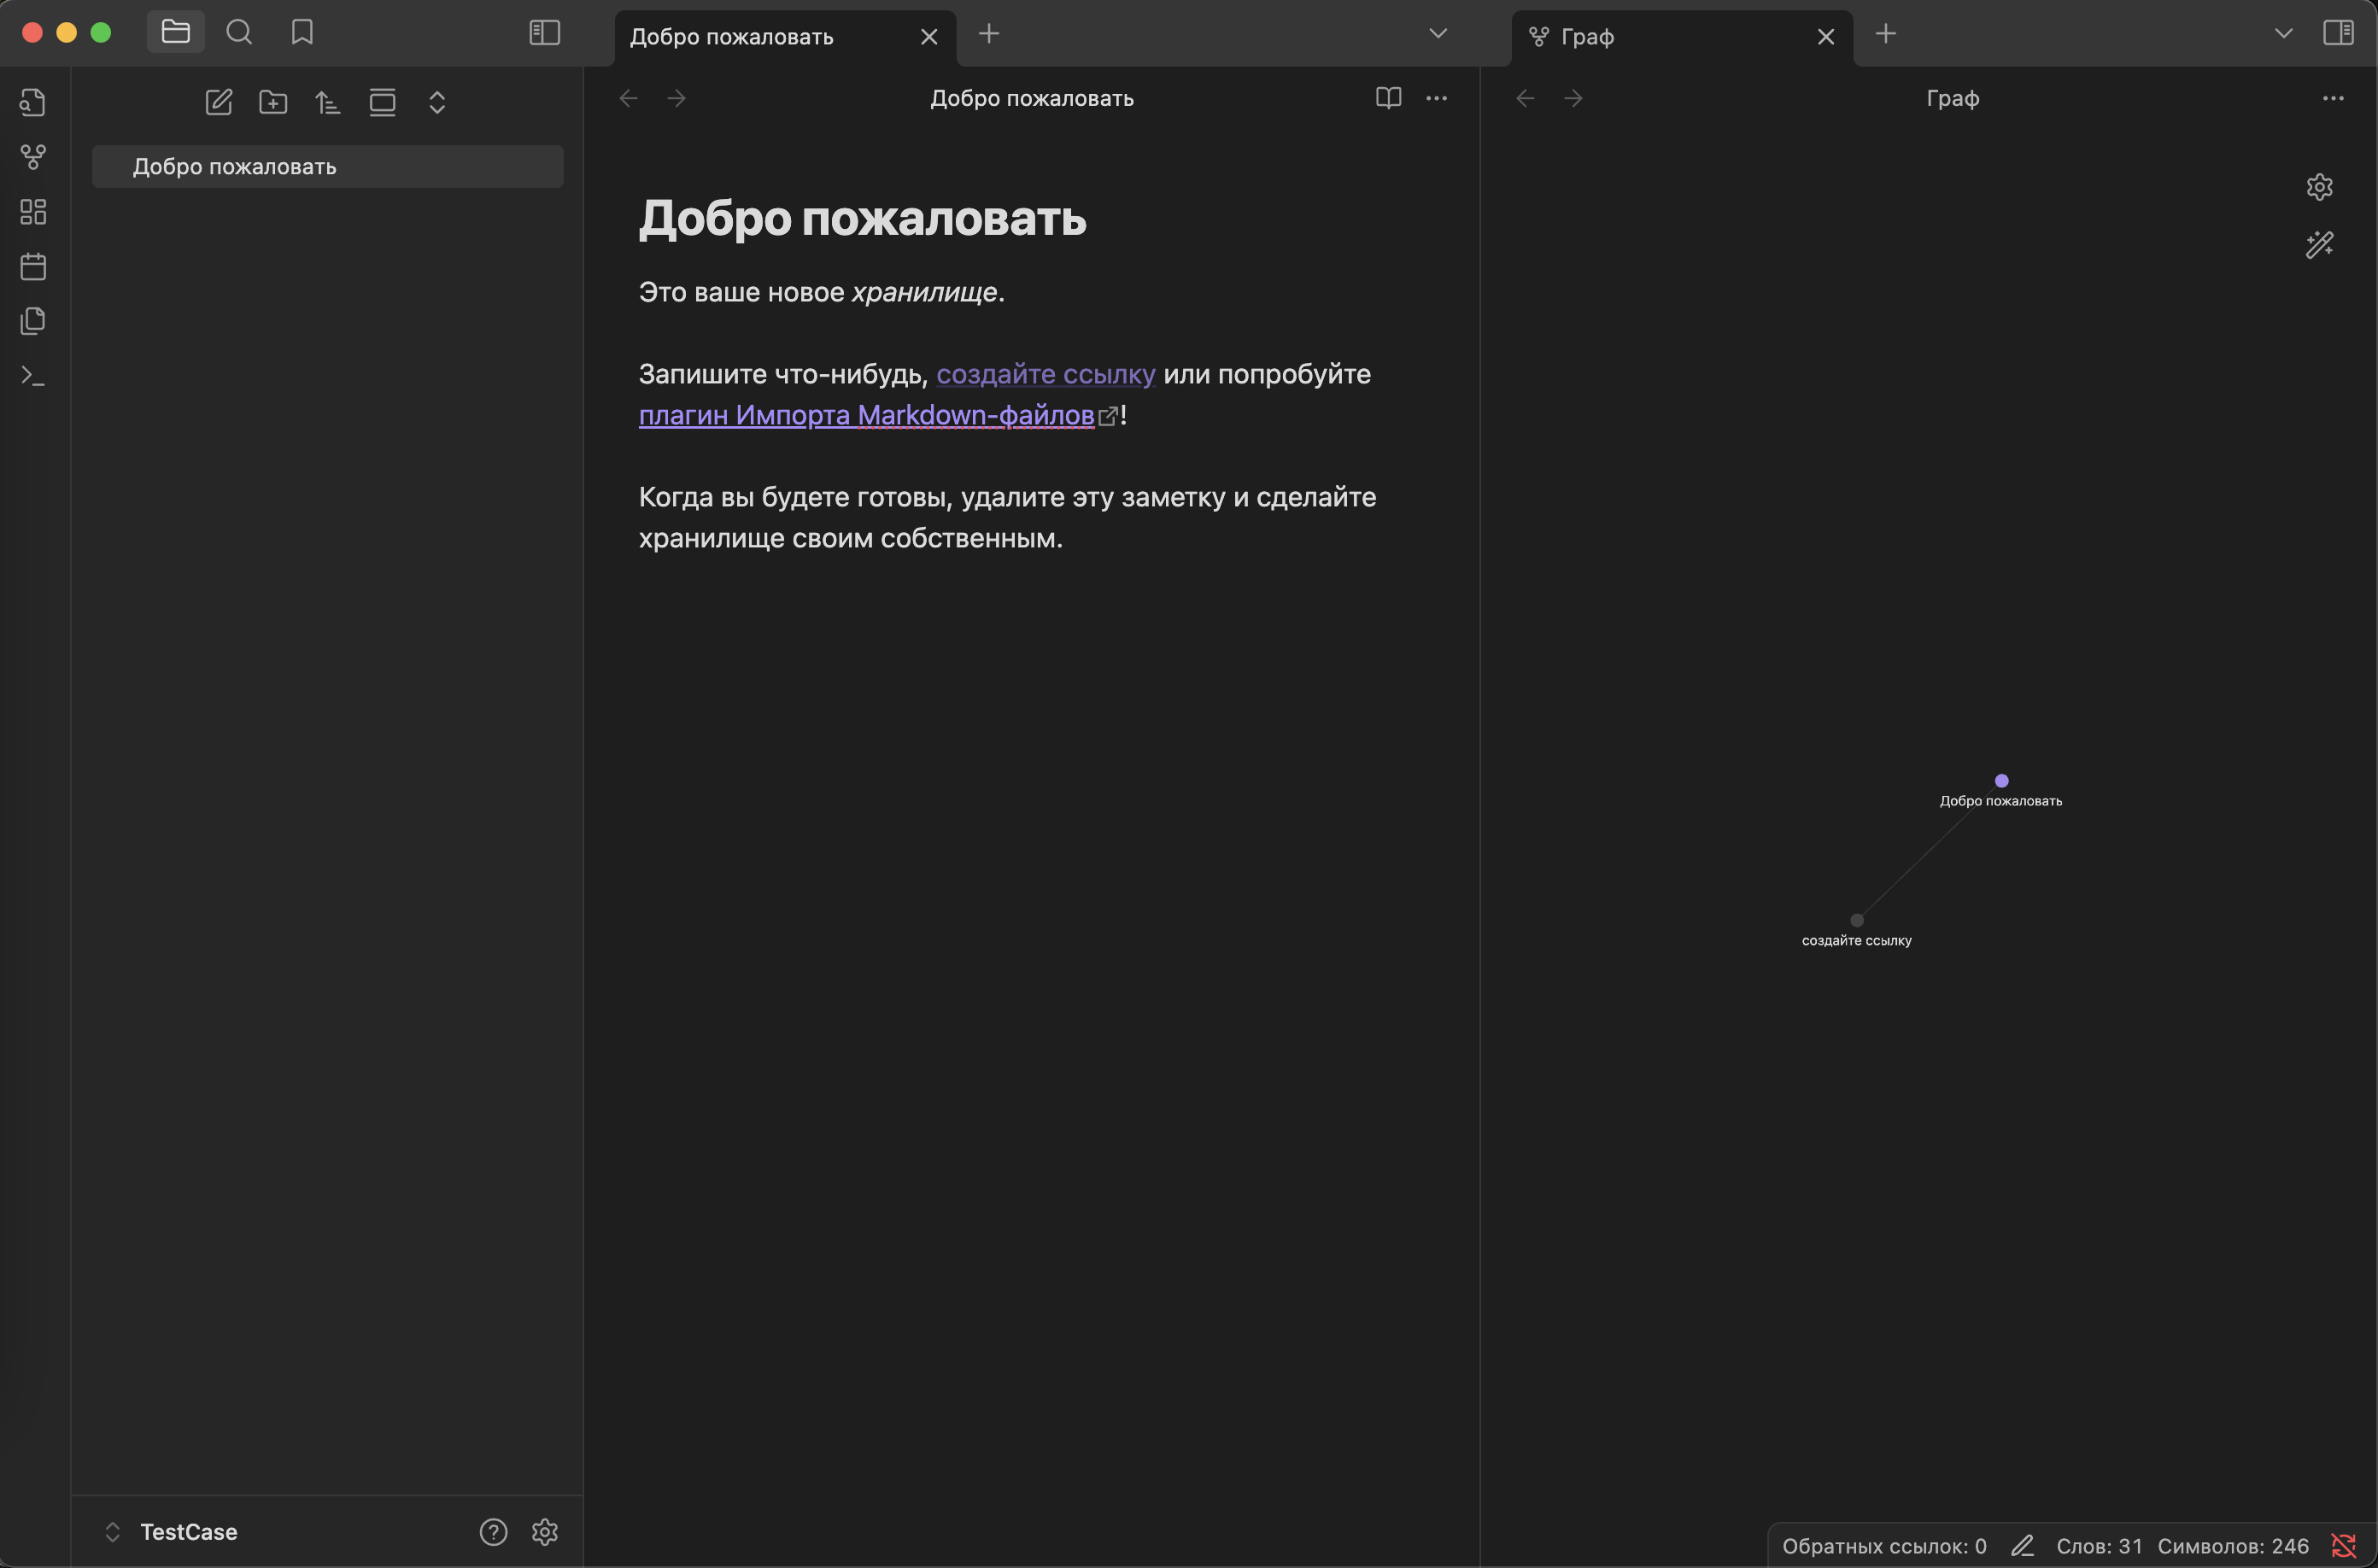 Добро пожаловать
Граф
Добро пожаловать
Граф
Добро пожаловать
Добро пожаловать
Это ваше новое хранилище.
Запишите что-нибудь, создайте ссылку или попробуйте
плагин Импорта Markdown-файлов!
Когда вы будете готовы, удалите эту заметку и сделайте
хранилище своим собственным.
Добро пожаловать
создайте ссылку
TestCase
Обратных ссылок: 0 Слов: 31 Символов: 246